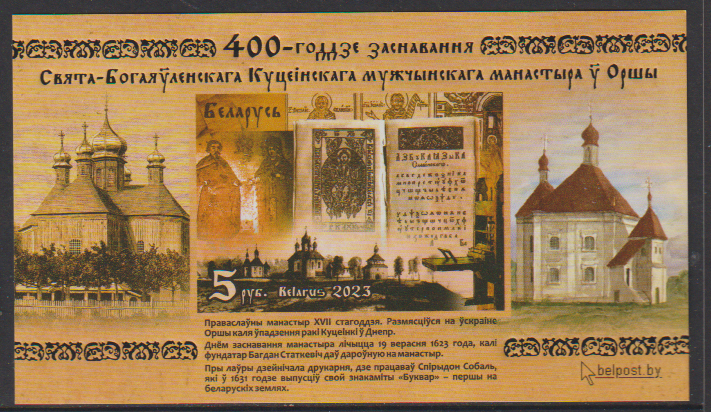 400-годдзе заснавання
Свята-Богаяўленскага Куцеінскага мужчынскага манастыра ў Оршы
Беларусь
АЗБУКА ЯЗЫКА
5 руб. Belarus 2023
Праваслаўны манастыр XVII стагоддзя. Размясціўся на ўскраіне
Оршы каля ўпадзення ракі Куцеінкі ў Днепр.
Днём заснавання манастыра лічыцца 19 верасня 1623 года, калі
фундатар Багдан Статкевіч даў дароўную на манастыр.
Пры лаўры дзейнічала друкарня, дзе працаваў Спірыдон Собаль,
які ў 1631 годзе выпусціў свой знакаміты «Буквар» – першы на
беларускіх землях.
belpost.by